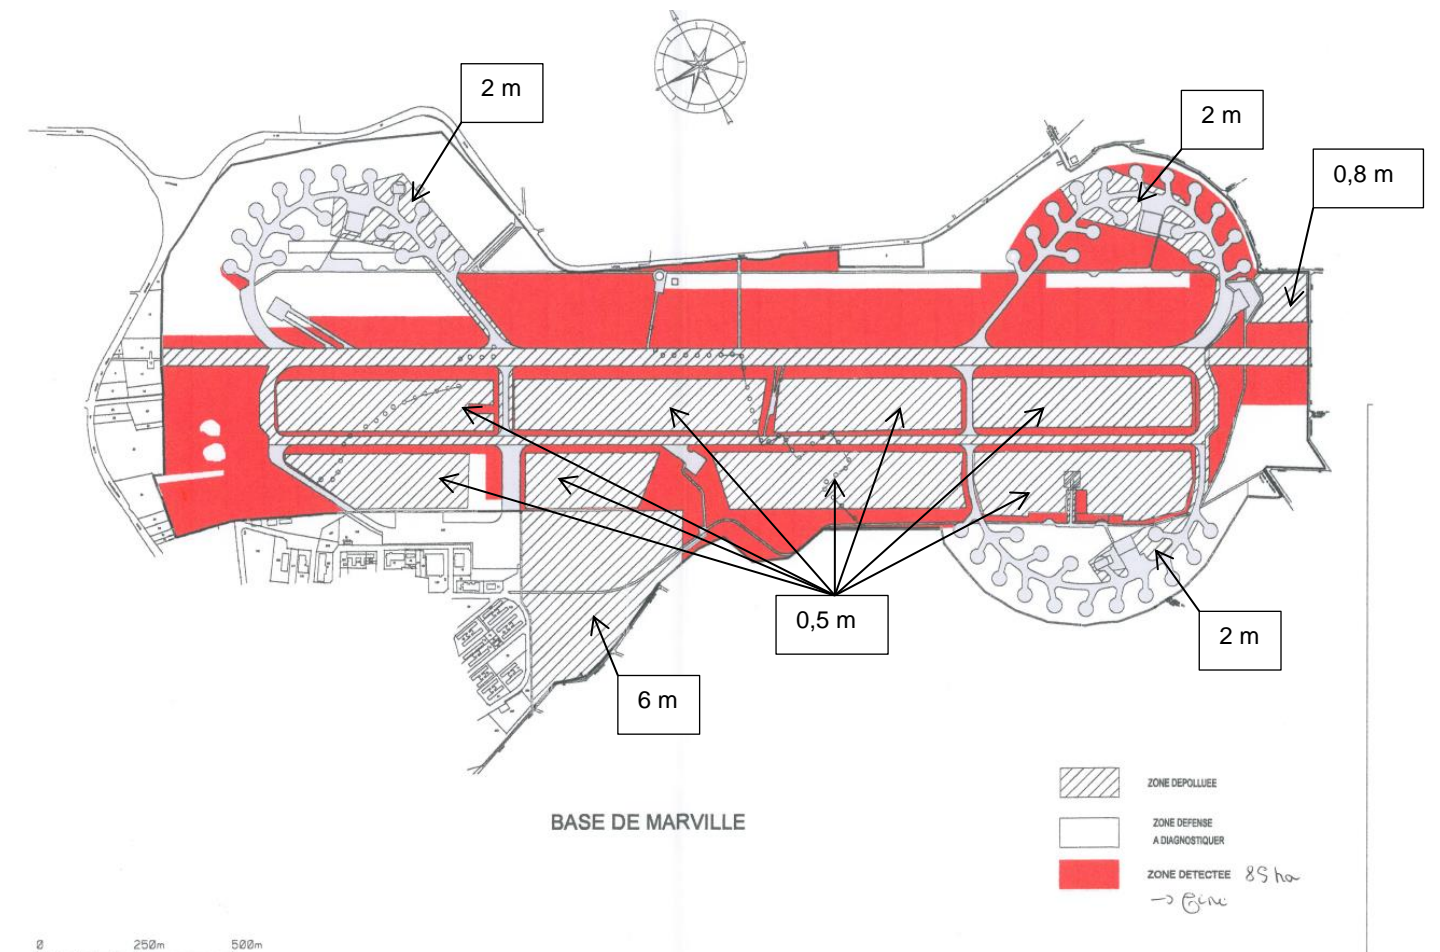 2 m
2 m
0,8 m
0,5 m
2 m
6 m
BASE DE MARVILLE
ZONE DEPOLLUEE
ZONE DEFENSE
A DIAGNOSTIQUER
ZONE DETECTEE 85 ha
0 250m 500m